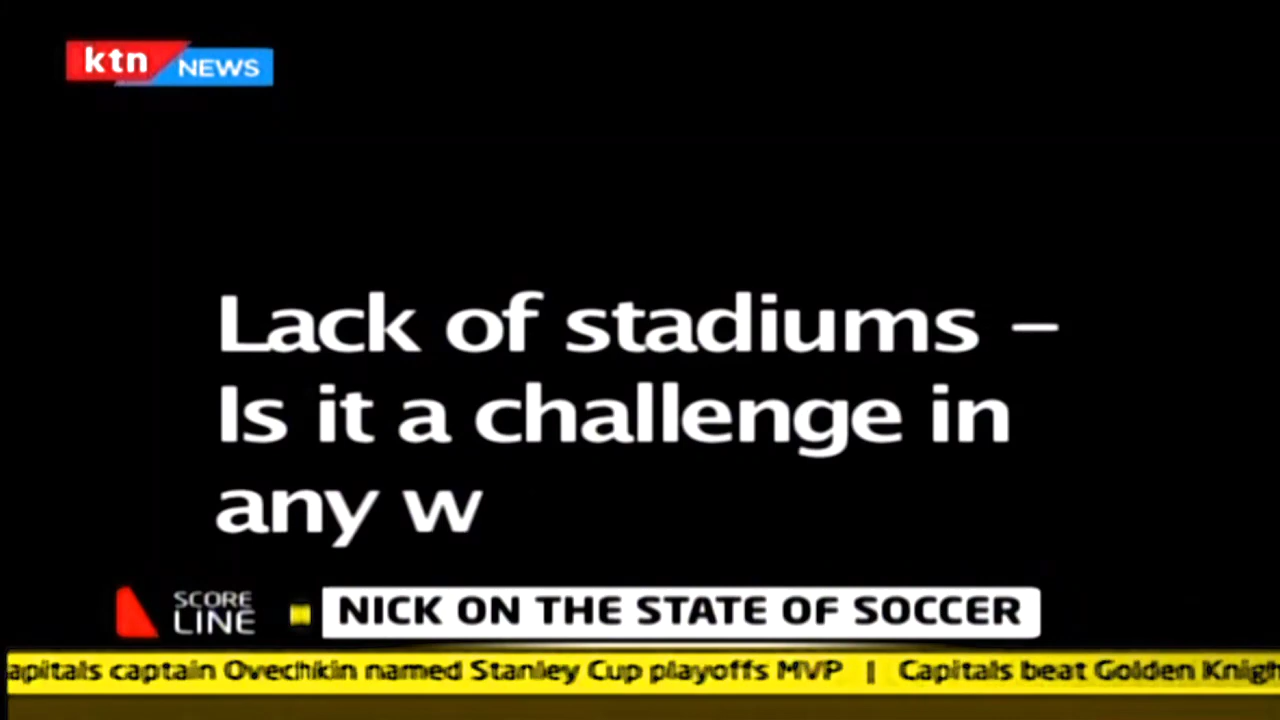 ktn NEWS
Lack of stadiums –
Is it a challenge in
any w
SCORE
LINE
NICK ON THE STATE OF SOCCER
apitals captain Ovechkin named Stanley Cup playoffs MVP | Capitals beat Golden Knigh